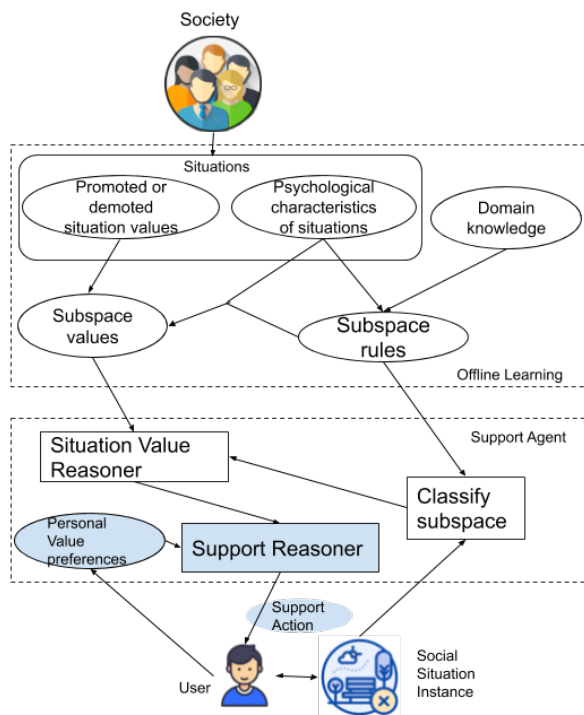 Society
Situations
Promoted or
demoted
situation values
Psychological
characteristics
of situations
Domain
knowledge
Subspace
values
Subspace
rules
Offline Learning
Situation Value
Reasoner
Support Agent
Classify
subspace
Personal
Value
preferences
Support Reasoner
Support
Action
User
Social
Situation
Instance